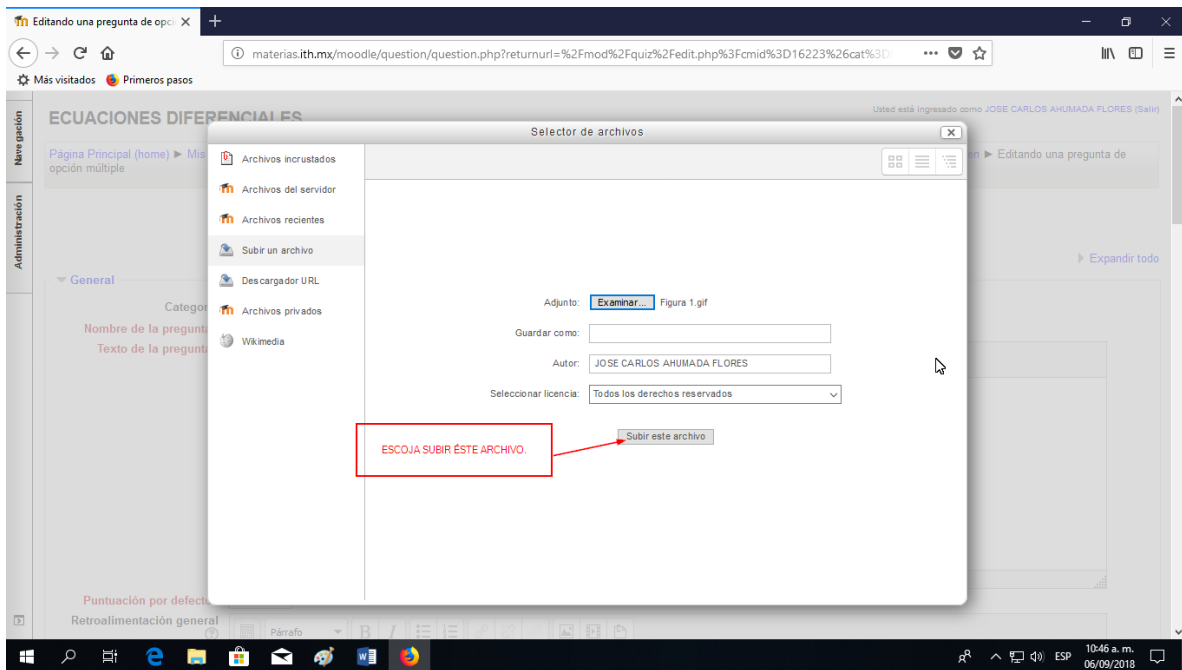 Editando una pregunta de opci
materias.ith.mx/moodle/question/question.php?returnurl=%2Fmod%2Fquiz%2Fedit.php%3Fcmid%3D16223%26cat%3D
Más visitados Primeros pasos
Navegación
Administración
ECUACIONES DIFERENCIALES
Usted está ingresado como JOSE CARLOS AHUMADA FLORES (Salir)
Página Principal (home) ► Mis
en ► Editando una pregunta de
opción múltiple
Expandir todo
General
Categor
Nombre de la pregunta
Texto de la pregunta
Puntuación por defecto
Retroalimentación general
Párrafo
Selector de archivos
Archivos incrustados
Archivos del servidor
Archivos recientes
Subir un archivo
Descargador URL
Archivos privados
Wikimedia
Adjunto: Examinar... Figura 1.gif
Guardar como:
Autor: JOSE CARLOS AHUMADA FLORES
Seleccionar licencia: Todos los derechos reservados
Subir este archivo
ESCOJA SUBIR ÉSTE ARCHIVO.
ESP
10:46 a. m.
06/09/2018